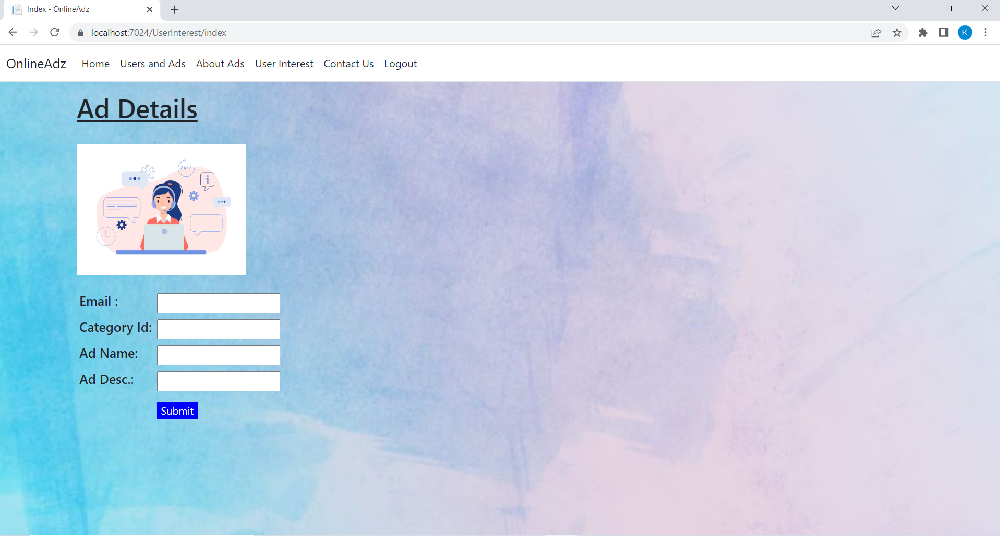 Index - OnlineAdz
localhost:7024/UserInterest/index
K
OnlineAdz Home Users and Ads About Ads User Interest Contact Us Logout
Ad Details
24/7
i
Email :
Category Id:
Ad Name:
Ad Desc.:
Submit